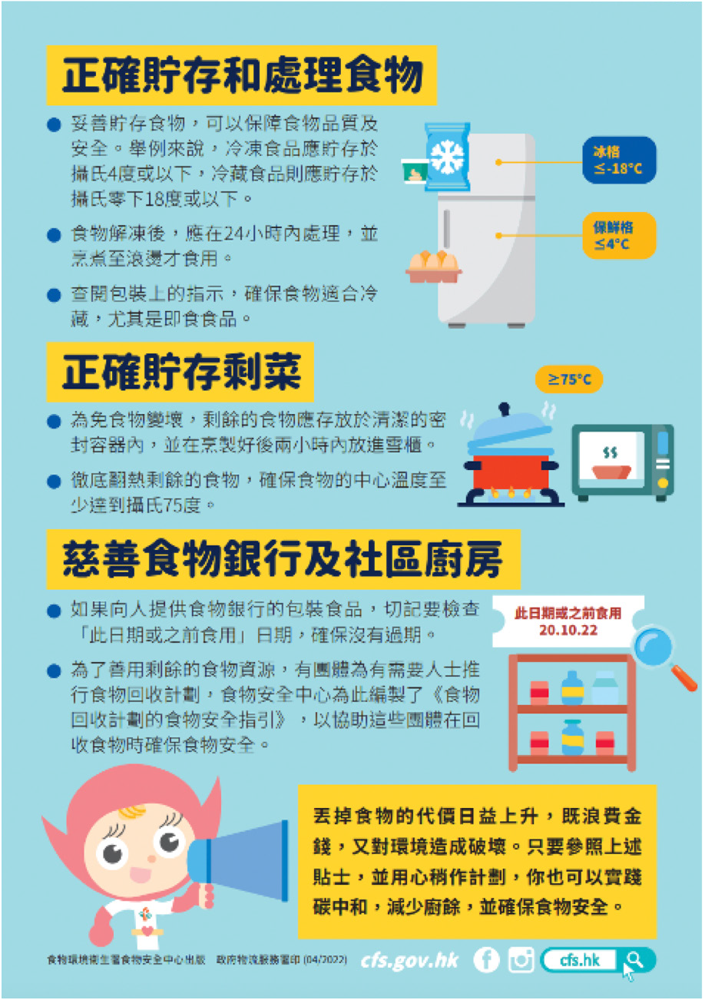 正確貯存和處理食物
● 妥善貯存食物，可以保障食物品質及
安全。舉例來說，冷凍食品應貯存於
攝氏4度或以下，冷藏食品則應貯存於
攝氏零下18度或以下。
● 食物解凍後，應在24小時內處理，並
烹煮至滾燙才食用。
● 查開包裝上的指示，確保食物適合冷
藏，尤其是即食食品。
冰格
≤-18°C
保鮮格
≤4°C
正確貯存剩菜
● 為免食物變壞，剩餘的食物應存放於清潔的密
封容器內，並在烹製好後兩小時內放進雪櫃。
● 徹底翻熱剩餘的食物，確保食物的中心溫度至
少達到攝氏75度。
≥75°C
慈善食物銀行及社區廚房
● 如果向人提供食物銀行的包裝食品，切記要檢查
「此日期或之前食用」日期，確保沒有過期。
● 為了善用剩餘的食物資源，有團體為有需要人士推
行食物回收計劃，食物安全中心為此編製了《食物
回收計劃的食物安全指引》，以協助這些團體在回
收食物時確保食物安全。
此日期或之前食用
20.10.22
丟掉食物的代價日益上升，既浪費金
錢，又對環境造成破壞。只要參照上述
貼士，並用心稍作計劃，你也可以實踐
碳中和，減少廚餘，並確保食物安全。
食物環境衞生署食物安全中心出版 政府物流服務署印 (04/2022) cfs.gov.hk cfs.hk